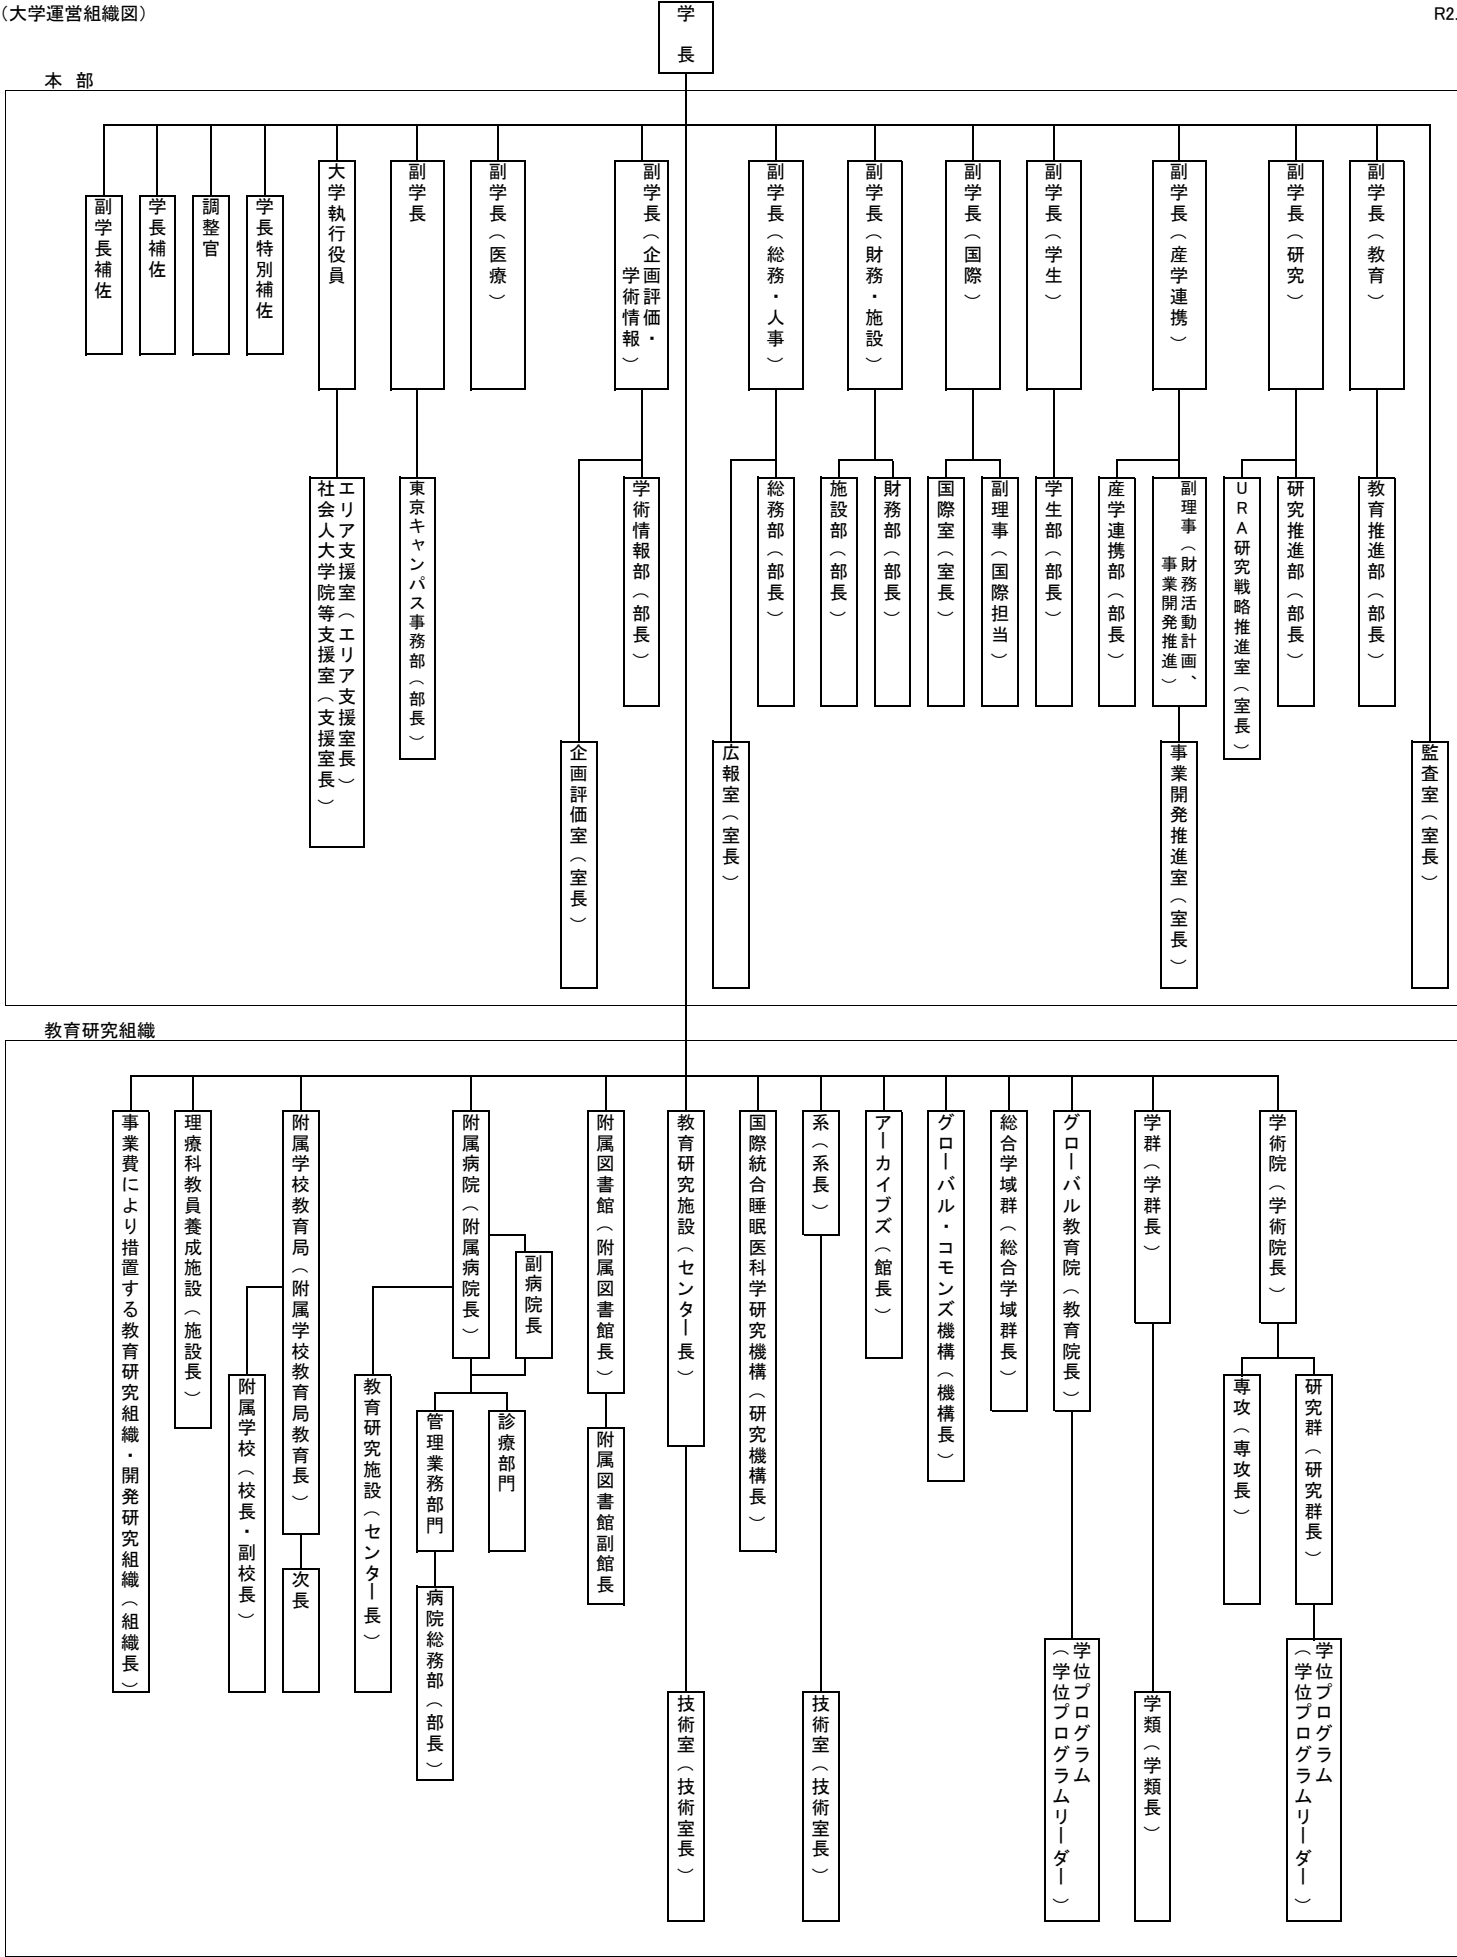 （大学運営組織図）
R2.
学長
本 部
副学長補佐
学長補佐
調整官
学長特別補佐
大学執行役員
副学長
副学長（医療）
副学長（企画評価・
学術情報）
副学長（総務・人事）
副学長（財務・施設）
副学長（国際）
副学長（学生）
副学長（産学連携）
副学長（研究）
副学長（教育）
エリア支援室（エリア支援室長）
社会人大学院等支援室（支援室長）
東京キャンパス事務部（部長）
学術情報部（部長）
総務部（部長）
施設部（部長）
財務部（部長）
国際室（室長）
副理事（国際担当）
学生部（部長）
産学連携部（部長）
副理事（財務活動計画、
事業開発推進）
URA研究戦略推進室（室長）
研究推進部（部長）
教育推進部（部長）
企画評価室（室長）
広報室（室長）
事業開発推進室（室長）
監査室（室長）
教育研究組織
事業費により措置する教育研究組織・開発研究組織（組織長）
理療科教員養成施設（施設長）
附属学校教育局（附属学校教育局教育長）
附属病院（附属病院長）
附属図書館（附属図書館長）
教育研究施設（センター長）
国際統合睡眠医科学研究機構（研究機構長）
系（系長）
アーカイブズ（館長）
グローバル・コモンズ機構（機構長）
総合学域群（総合学域群長）
グローバル教育院（教育院長）
学群（学群長）
学術院（学術院長）
副病院長
附属学校（校長・副校長）
次長
教育研究施設（センター長）
管理業務部門
診療部門
附属図書館副館長
専攻（専攻長）
研究群（研究群長）
病院総務部（部長）
技術室（技術室長）
技術室（技術室長）
学位プログラム
（学位プログラムリーダー）
学類（学類長）
学位プログラム
（学位プログラムリーダー）